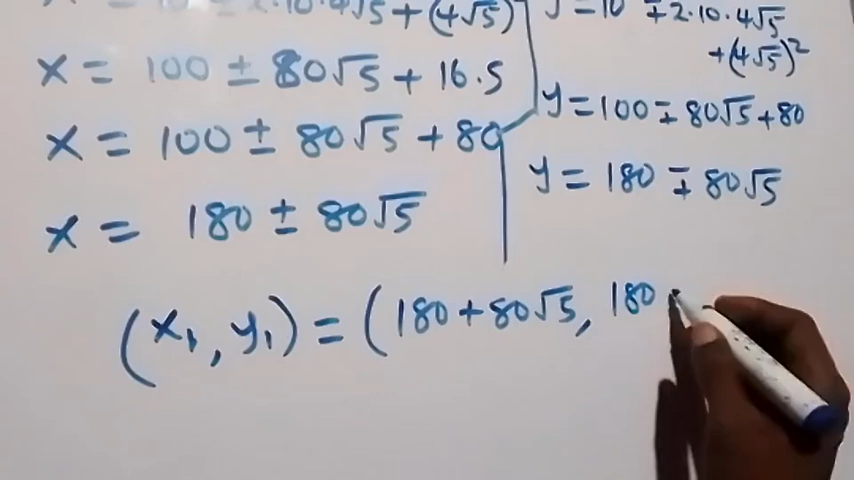 x = 100 ± 80√5 + 16.5
x = 100 ± 80√5 + 80
x = 180 ± 80√5
∓2·10·4√5
+(4√5)²
y = 100 ∓ 80√5 + 80
y = 180 ∓ 80√5
(x₁, y₁) = (180 + 80√5, 180